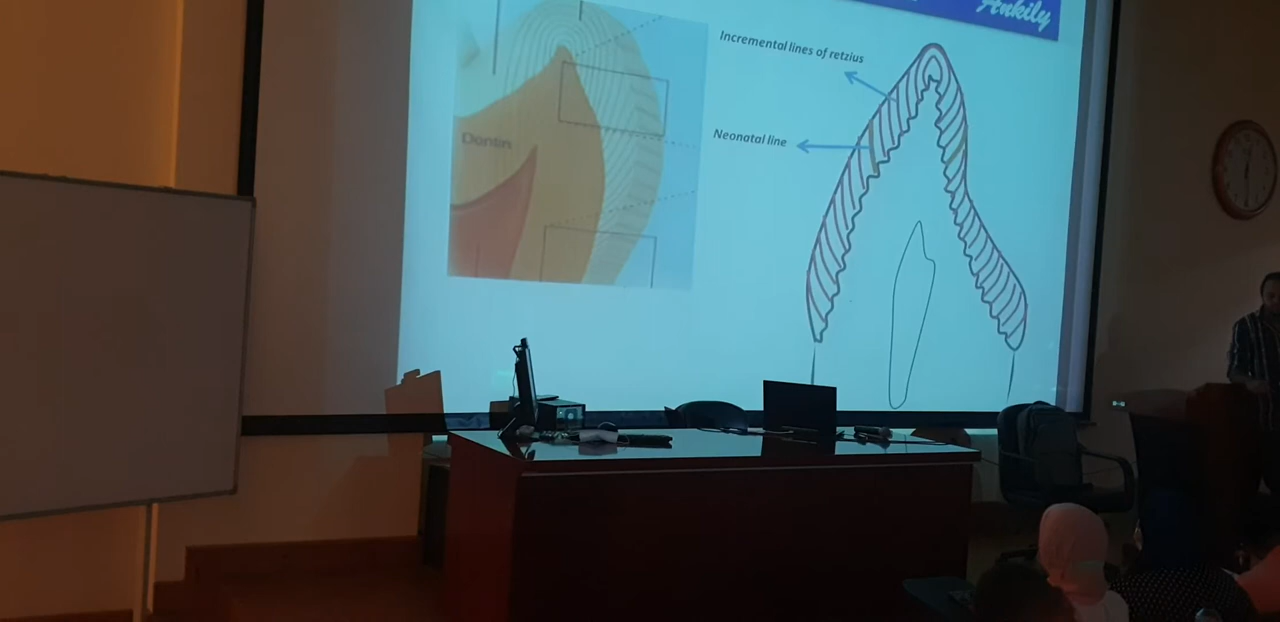 Ankily
Incremental lines of retzius
Neonatal line
Dentin